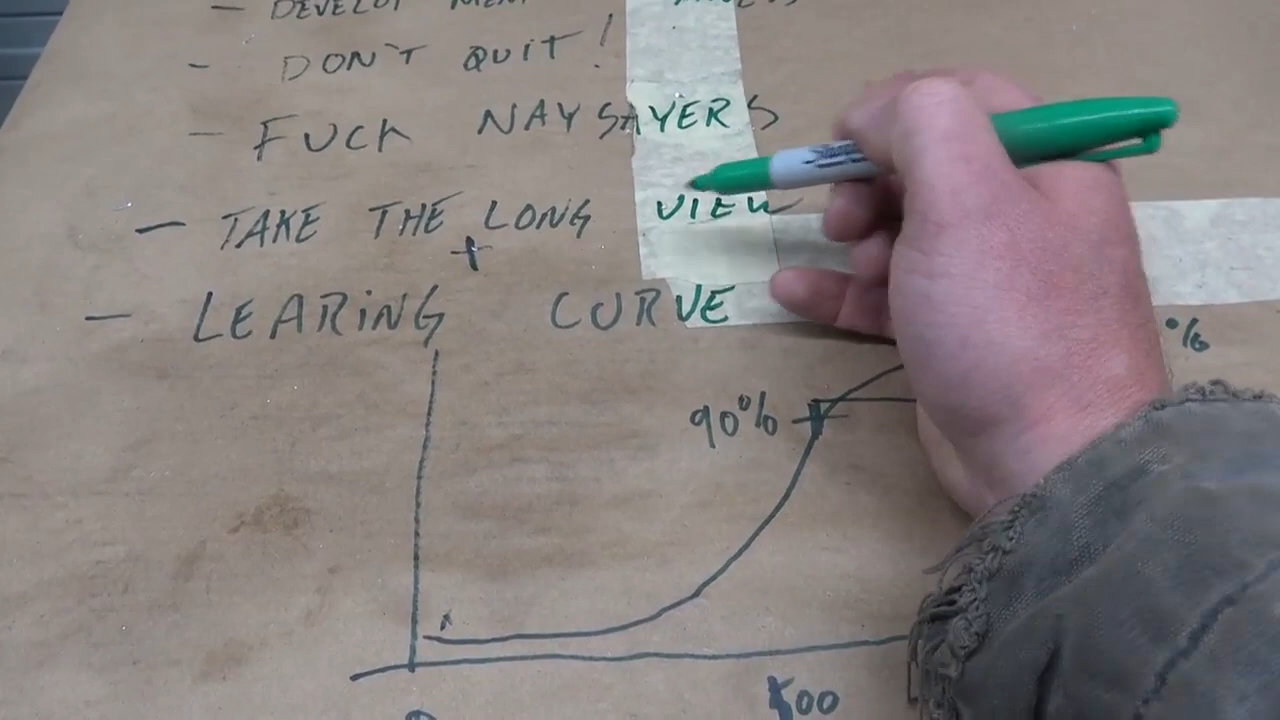 - DON'T QUIT!
- FUCK NAYSAYERS
- TAKE THE LONG VIEW
+
- LEARING CURVE
%
90%
500